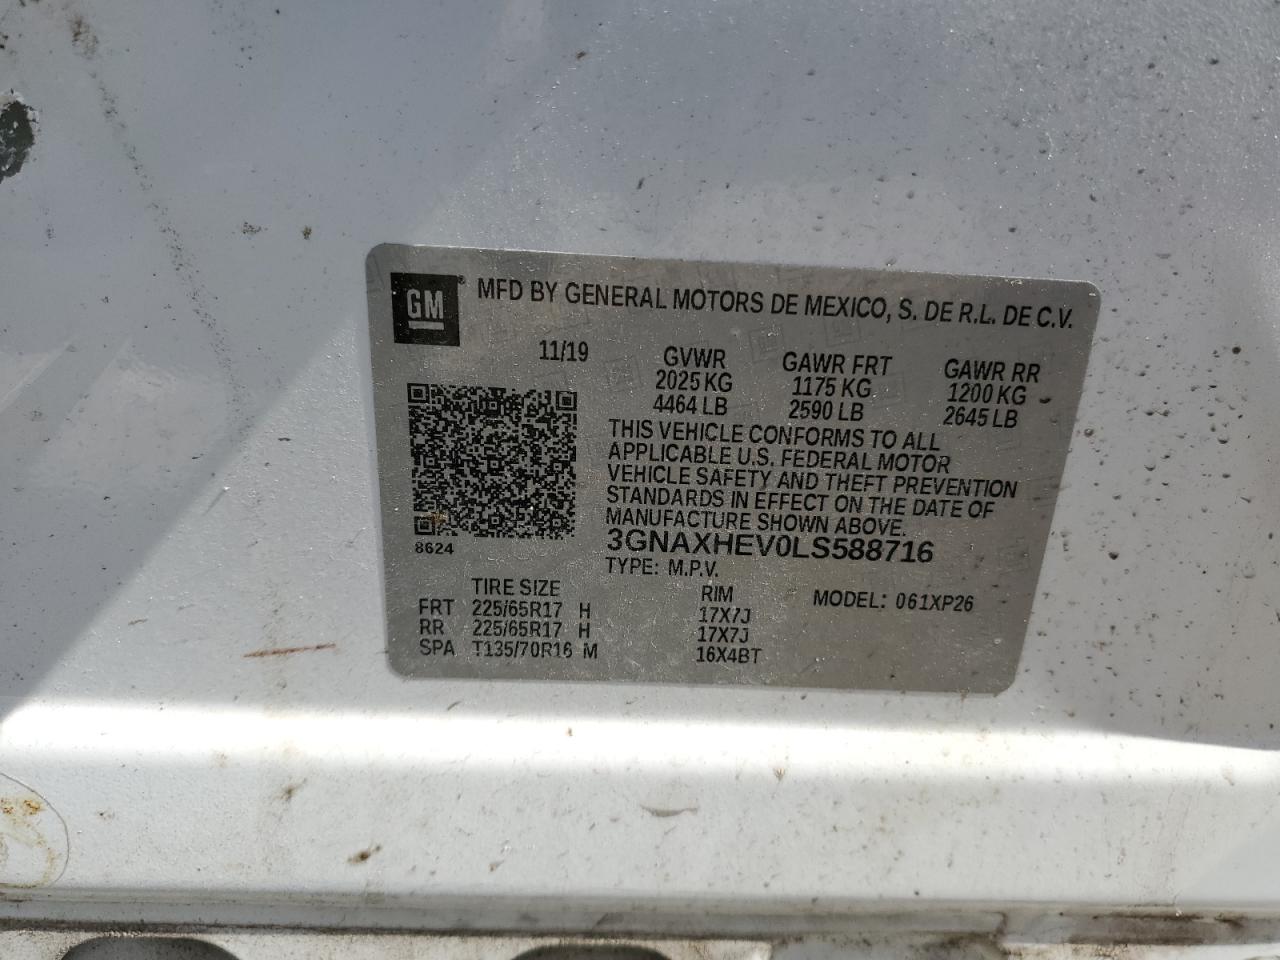 GM ® MFD BY GENERAL MOTORS DE MEXICO, S. DE R.L. DE C.V.
11/19 GVWR GAWR FRT GAWR RR
2025 KG 1175 KG 1200 KG
4464 LB 2590 LB 2645 LB
THIS VEHICLE CONFORMS TO ALL
APPLICABLE U.S. FEDERAL MOTOR
VEHICLE SAFETY AND THEFT PREVENTION
STANDARDS IN EFFECT ON THE DATE OF
MANUFACTURE SHOWN ABOVE.
8624 3GNAXHEV0LS588716
TYPE: M.P.V.
TIRE SIZE RIM MODEL: 061XP26
FRT 225/65R17 H 17X7J
RR 225/65R17 H 17X7J
SPA T135/70R16 M 16X4BT